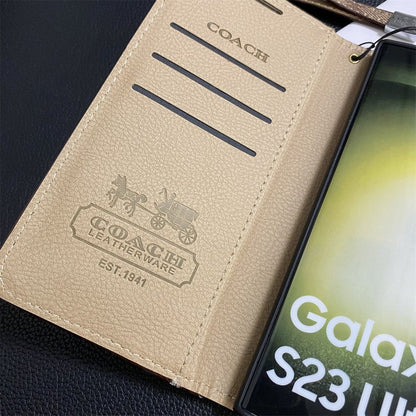 COACH
COACH
LEATHERWARE
EST. 1941
Galax
S23 Ul